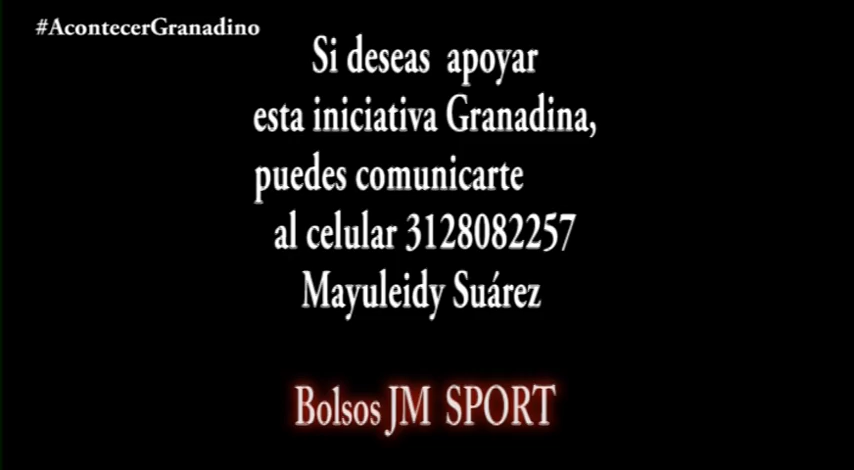 #AcontecerGranadino
Si deseas apoyar
esta iniciativa Granadina,
puedes comunicarte
al celular 3128082257
Mayuleidy Suárez
Bolsos JM SPORT